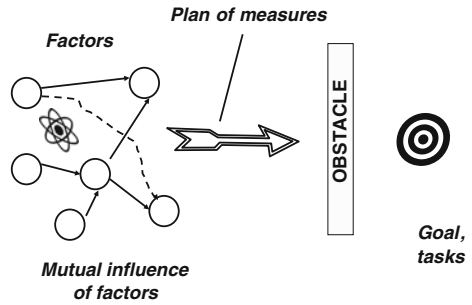 Plan of measures
Factors
OBSTACLE
Goal,
tasks
Mutual influence
of factors